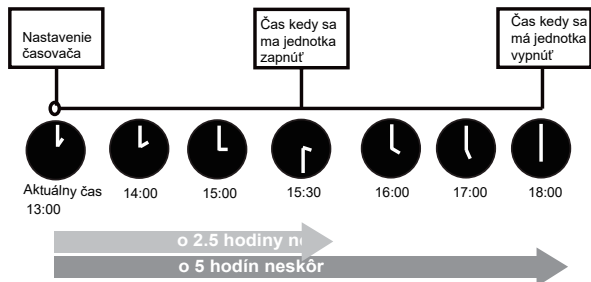 Nastavenie
časovača
Čas kedy sa
ma jednotka
zapnúť
Čas kedy sa
má jednotka
vypnúť
Aktuálny čas
13:00
14:00
15:00
15:30
16:00
17:00
18:00
o 2.5 hodiny
o 5 hodín neskôr